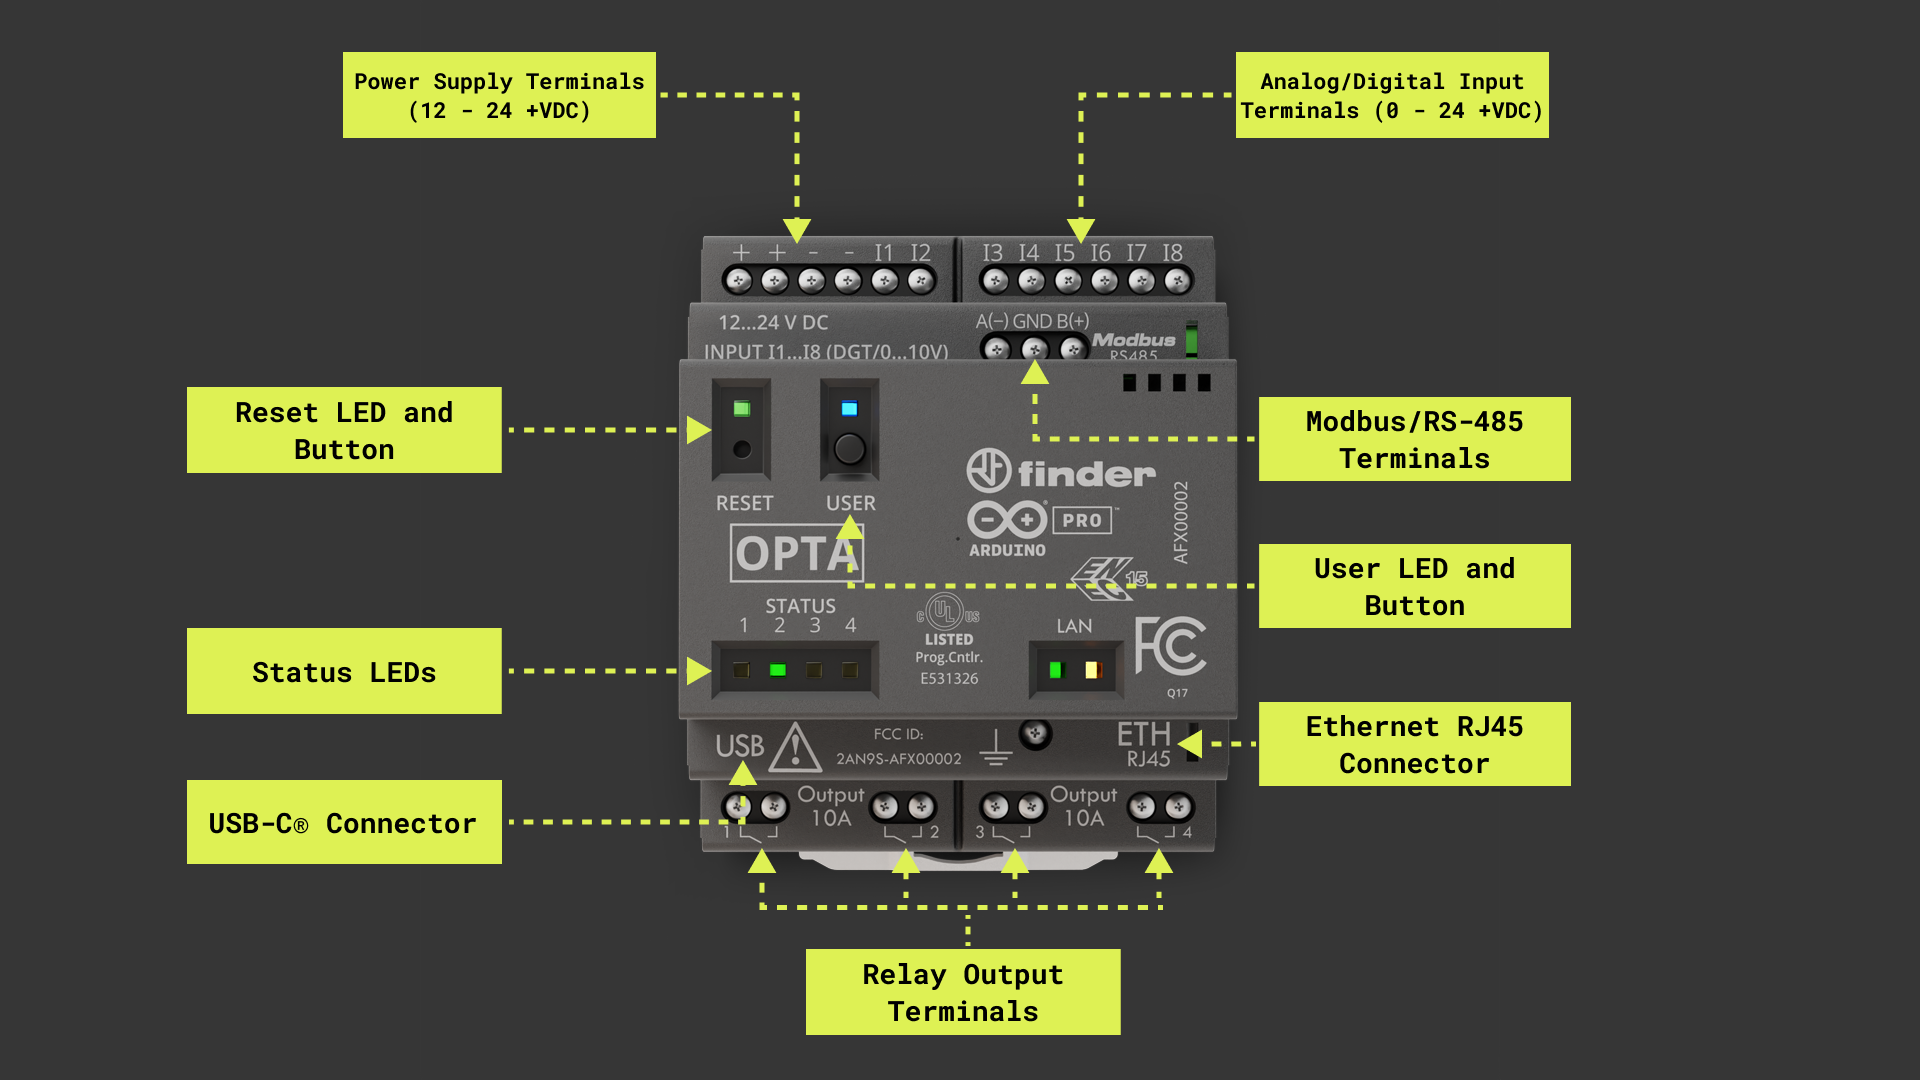 Power Supply Terminals
(12 - 24 +VDC)
Analog/Digital Input
Terminals (0 - 24 +VDC)
+ + - - I1 I2
I3 I4 I5 I6 I7 I8
12...24 V DC
INPUT I1...I8 (DGT/0...10V)
A(-) GND B(+)
Modbus
RS485
Reset LED and
Button
RESET
USER
OPTA
finder
ARDUINO
PRO
™
AFX00002
Modbus/RS-485
Terminals
User LED and
Button
EN
EC
15
Status LEDs
STATUS
1 2 3 4
C UL US
LISTED
Prog.Cntlr.
E531326
LAN
FC
Q17
Ethernet RJ45
Connector
USB
FCC ID:
2AN9S-AFX00002
ETH
RJ45
USB-C® Connector
Output
10A
1
2
Output
10A
3
4
Relay Output
Terminals